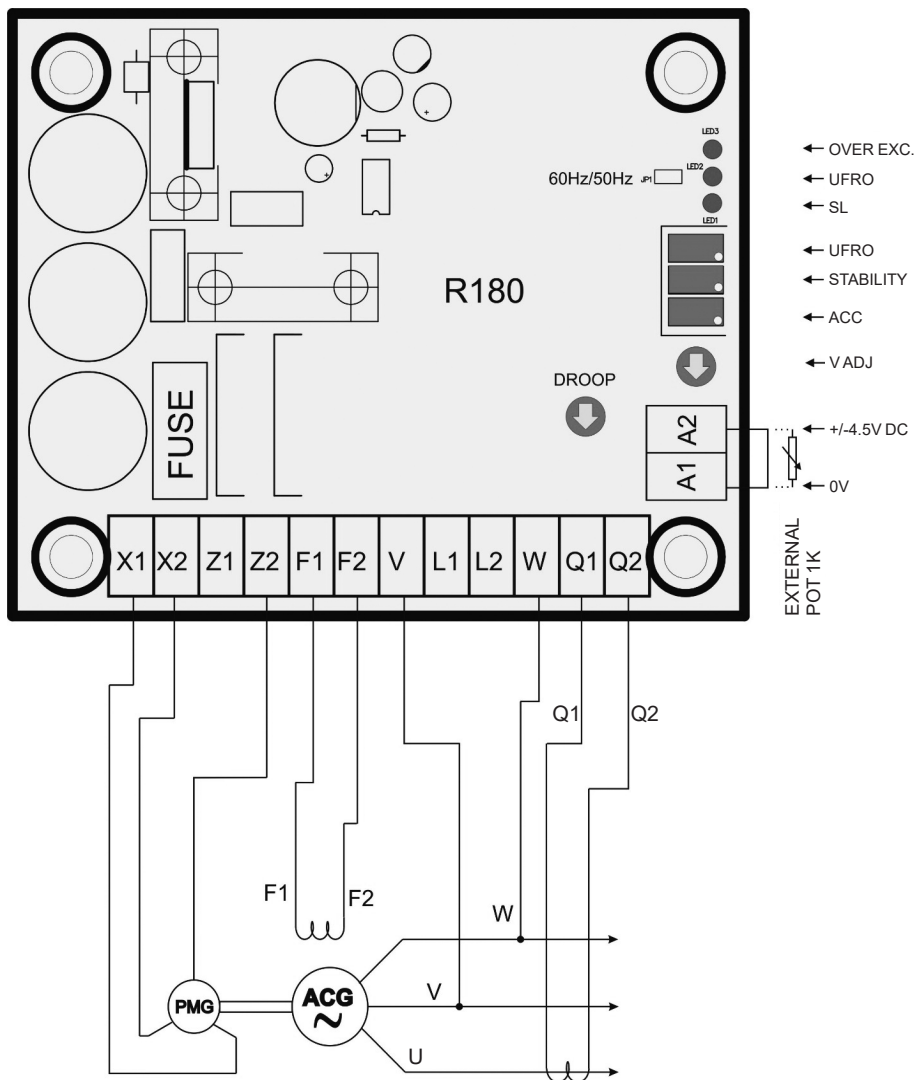 LED3
OVER EXC.
60Hz/50Hz
JP1
LED2
UFRO
SL
LED1
UFRO
STABILITY
R180
ACC
V ADJ
DROOP
FUSE
A2
+/-4.5V DC
A1
0V
EXTERNAL
POT 1K
X1 X2 Z1 Z2 F1 F2 V L1 L2 W Q1 Q2
Q1 Q2
F1 F2
W
PMG
ACG
~
V
U